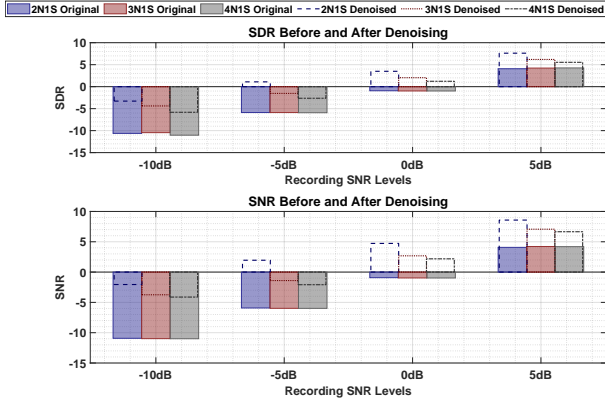 2N1S Original 3N1S Original 4N1S Original 2N1S Denoised 3N1S Denoised 4N1S Denoised
SDR Before and After Denoising
10
5
0
-5
-10
-15
SDR
-10dB -5dB 0dB 5dB
Recording SNR Levels
SNR Before and After Denoising
10
5
0
-5
-10
-15
SNR
-10dB -5dB 0dB 5dB
Recording SNR Levels